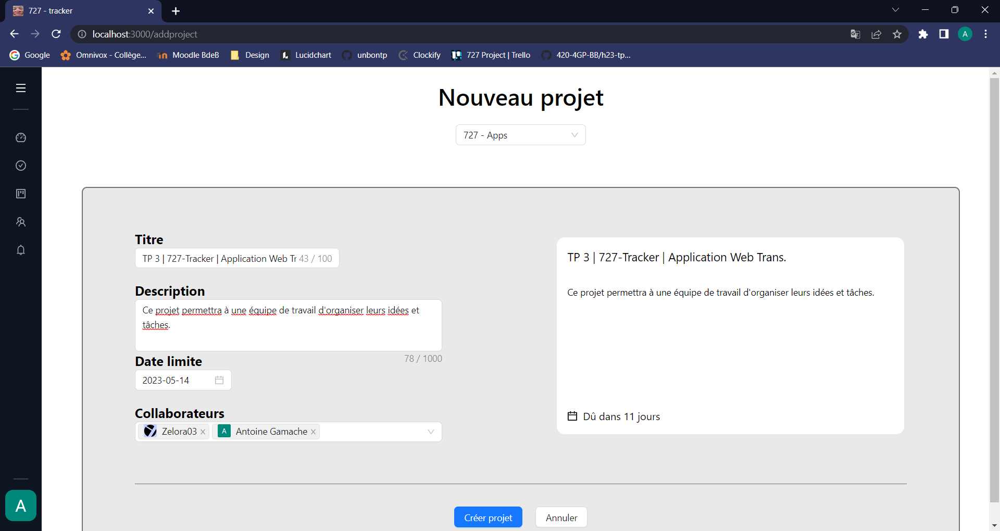 727 - tracker
localhost:3000/addproject
A
Google
Omnivox - Collège...
Moodle BdeB
Design
Lucidchart
unbontp
Clockify
727 Project | Trello
420-4GP-BB/h23-tp...
Nouveau projet
727 - Apps
Titre
TP 3 | 727-Tracker | Application Web Tr 43 / 100
Description
Ce projet permettra à une équipe de travail d'organiser leurs idées et
tâches.
78 / 1000
Date limite
2023-05-14
Collaborateurs
Zelora03
A Antoine Gamache
TP 3 | 727-Tracker | Application Web Trans.
Ce projet permettra à une équipe de travail d'organiser leurs idées et tâches.
Dû dans 11 jours
A
Créer projet
Annuler